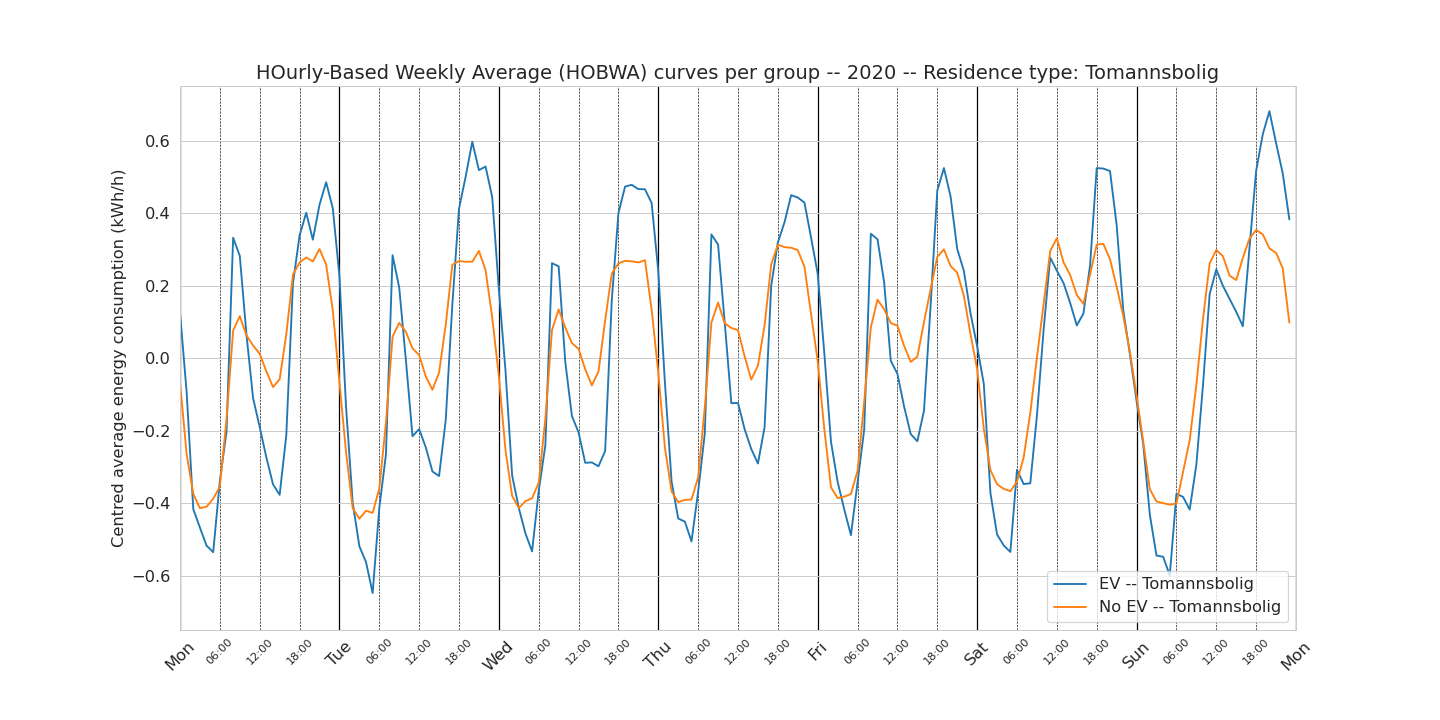 HOurly-Based Weekly Average (HOBWA) curves per group -- 2020 -- Residence type: Tomannsbolig
Centred average energy consumption (kWh/h)
0.6
0.4
0.2
0.0
−0.2
−0.4
−0.6
EV -- Tomannsbolig
No EV -- Tomannsbolig
Mon 06:00 12:00 18:00 Tue 06:00 12:00 18:00 Wed 06:00 12:00 18:00 Thu 06:00 12:00 18:00 Fri 06:00 12:00 18:00 Sat 06:00 12:00 18:00 Sun 06:00 12:00 18:00 Mon